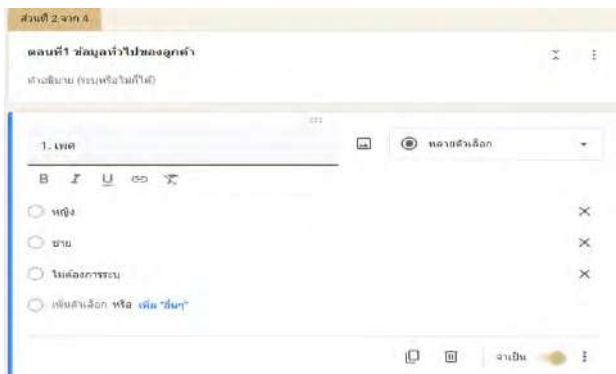 ส่วนที่ 2 จาก 4
ตอนที่1 ข้อมูลทั่วไปของลูกค้า
คำอธิบาย (ระบุหรือไม่ก็ได้)
1. เพศ
หลายตัวเลือก
B I U
หญิง
ชาย
ไม่ต้องการระบุ
เพิ่มตัวเลือก หรือ เพิ่ม "อื่นๆ"
จำเป็น